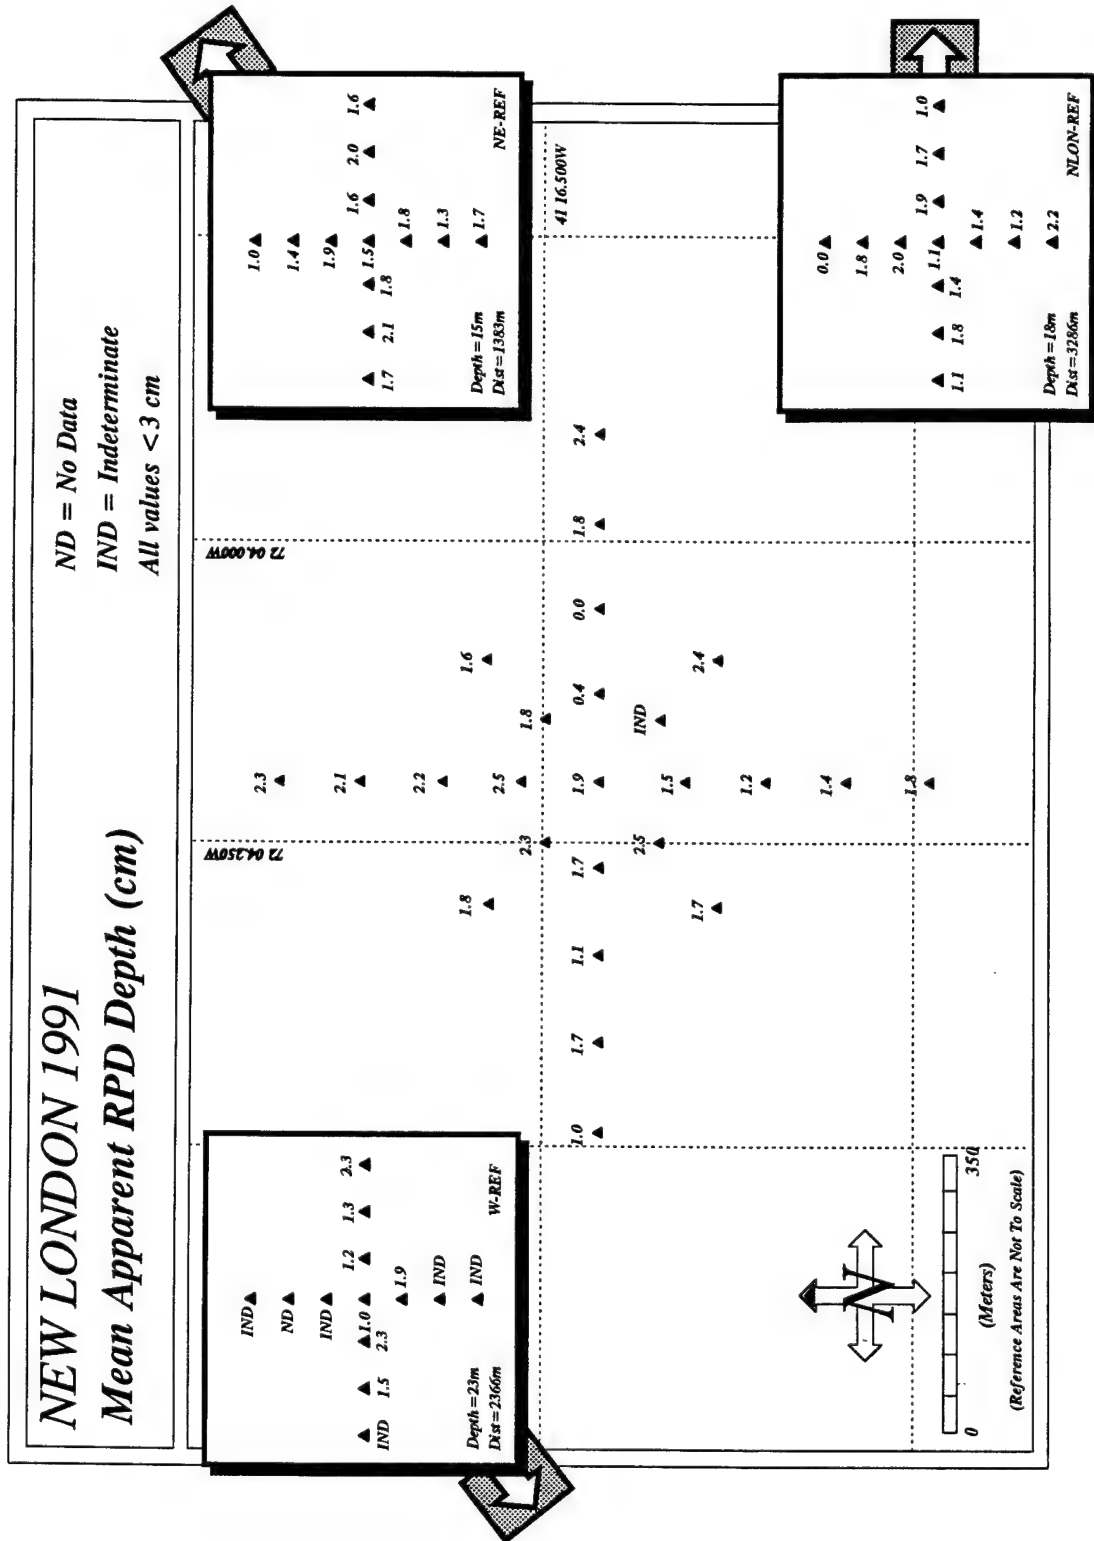 NEW LONDON 1991
Mean Apparent RPD Depth (cm)
ND = No Data
IND = Indeterminate
All values < 3 cm
IND
ND
IND
1.0
1.2
1.3
2.3
IND
1.5
2.3
1.9
IND
IND
Depth=23m
Dist=2366m
W-REF
72 04.250W
72 04.000W
1.0
1.4
1.9
1.5
1.6
2.0
1.6
1.7
2.1
1.8
1.8
1.3
1.7
Depth=15m
Dist=1383m
NE-REF
41 16.500W
2.3
2.1
2.2
1.8
1.6
2.5
2.3
1.8
1.0
1.7
1.1
1.7
1.9
0.4
0.0
1.8
2.4
2.5
IND
1.5
1.7
2.4
1.2
1.4
1.8
0.0
1.8
2.0
1.1
1.9
1.7
1.0
1.1
1.8
1.4
1.4
1.2
2.2
Depth=18m
Dist=3286m
NLON-REF
N
0
350
(Meters)
(Reference Areas Are Not To Scale)